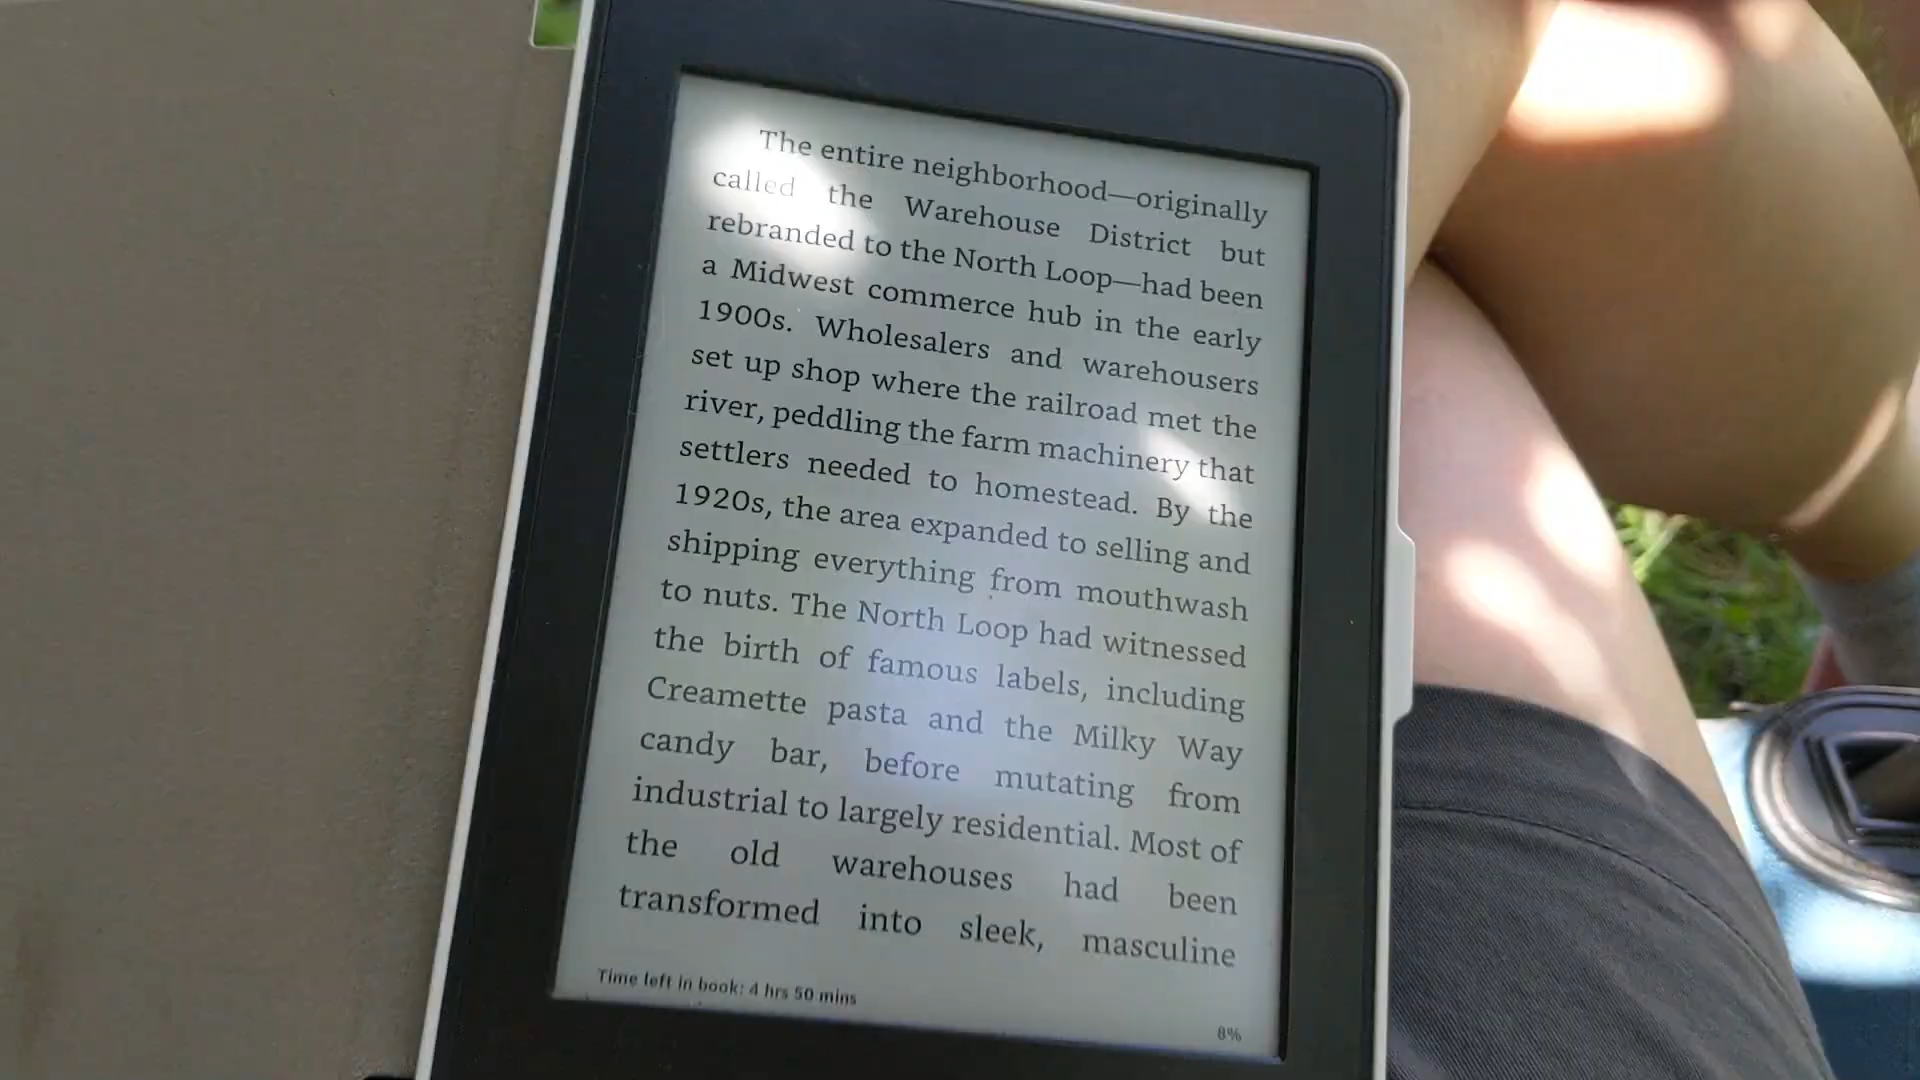 The entire neighborhood—originally
called the Warehouse District but
rebranded to the North Loop—had been
a Midwest commerce hub in the early
1900s. Wholesalers and warehousers
set up shop where the railroad met the
river, peddling the farm machinery that
settlers needed to homestead. By the
1920s, the area expanded to selling and
shipping everything from mouthwash
to nuts. The North Loop had witnessed
the birth of famous labels, including
Creamette pasta and the Milky Way
candy bar, before mutating from
industrial to largely residential. Most of
the old warehouses had been
transformed into sleek, masculine
Time left in book: 4 hrs 50 mins
8%